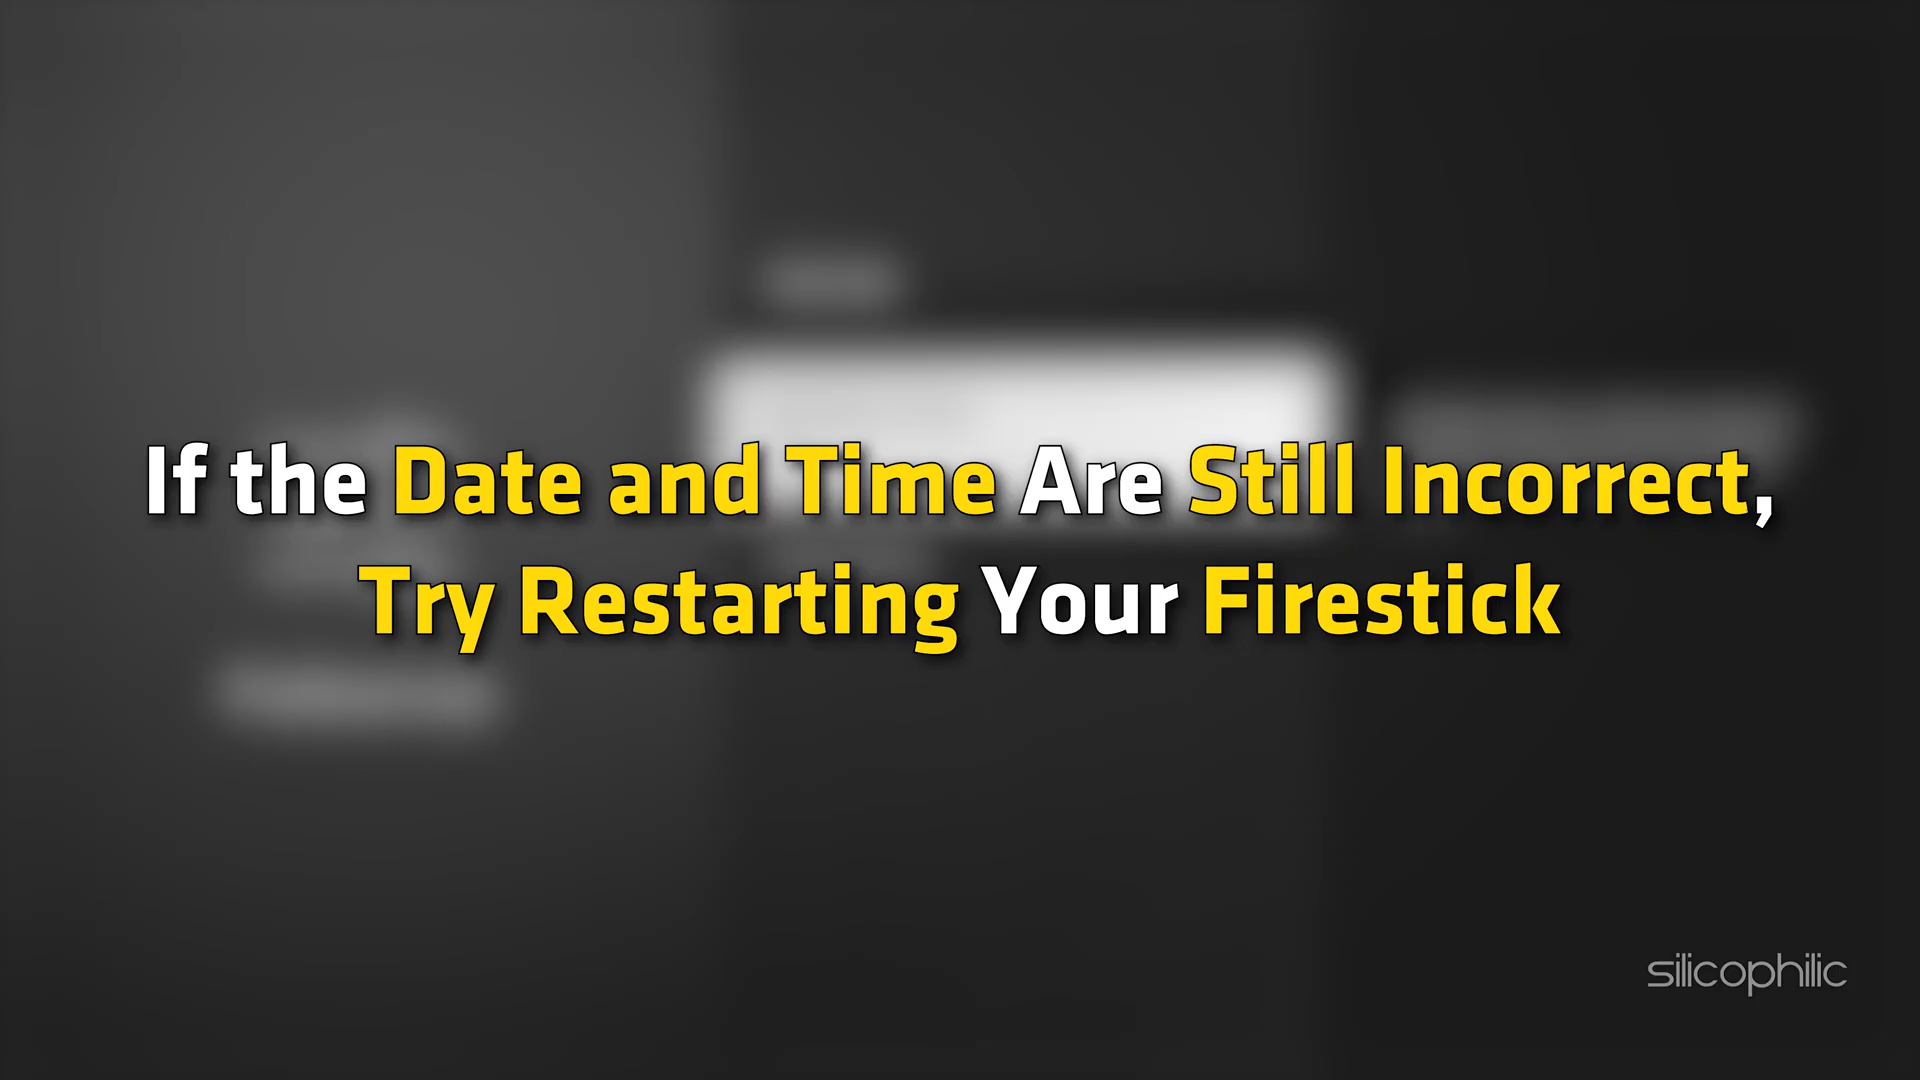 If the Date and Time Are Still Incorrect,
Try Restarting Your Firestick
silicophilic